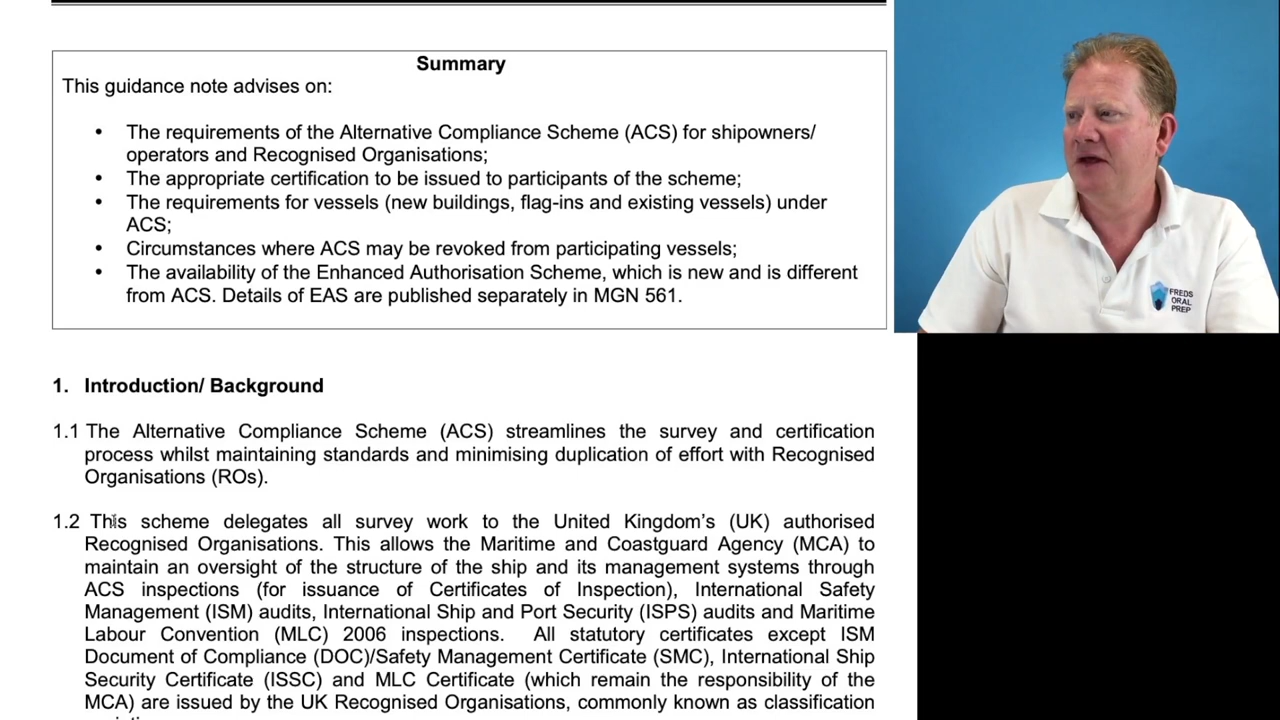 Summary
This guidance note advises on:
• The requirements of the Alternative Compliance Scheme (ACS) for shipowners/
operators and Recognised Organisations;
• The appropriate certification to be issued to participants of the scheme;
• The requirements for vessels (new buildings, flag-ins and existing vessels) under
ACS;
• Circumstances where ACS may be revoked from participating vessels;
• The availability of the Enhanced Authorisation Scheme, which is new and is different
from ACS. Details of EAS are published separately in MGN 561.
1. Introduction/ Background
1.1 The Alternative Compliance Scheme (ACS) streamlines the survey and certification
process whilst maintaining standards and minimising duplication of effort with Recognised
Organisations (ROs).
1.2 This scheme delegates all survey work to the United Kingdom's (UK) authorised
Recognised Organisations. This allows the Maritime and Coastguard Agency (MCA) to
maintain an oversight of the structure of the ship and its management systems through
ACS inspections (for issuance of Certificates of Inspection), International Safety
Management (ISM) audits, International Ship and Port Security (ISPS) audits and Maritime
Labour Convention (MLC) 2006 inspections. All statutory certificates except ISM
Document of Compliance (DOC)/Safety Management Certificate (SMC), International Ship
Security Certificate (ISSC) and MLC Certificate (which remain the responsibility of the
MCA) are issued by the UK Recognised Organisations, commonly known as classification
FREDS
ORAL
PREP